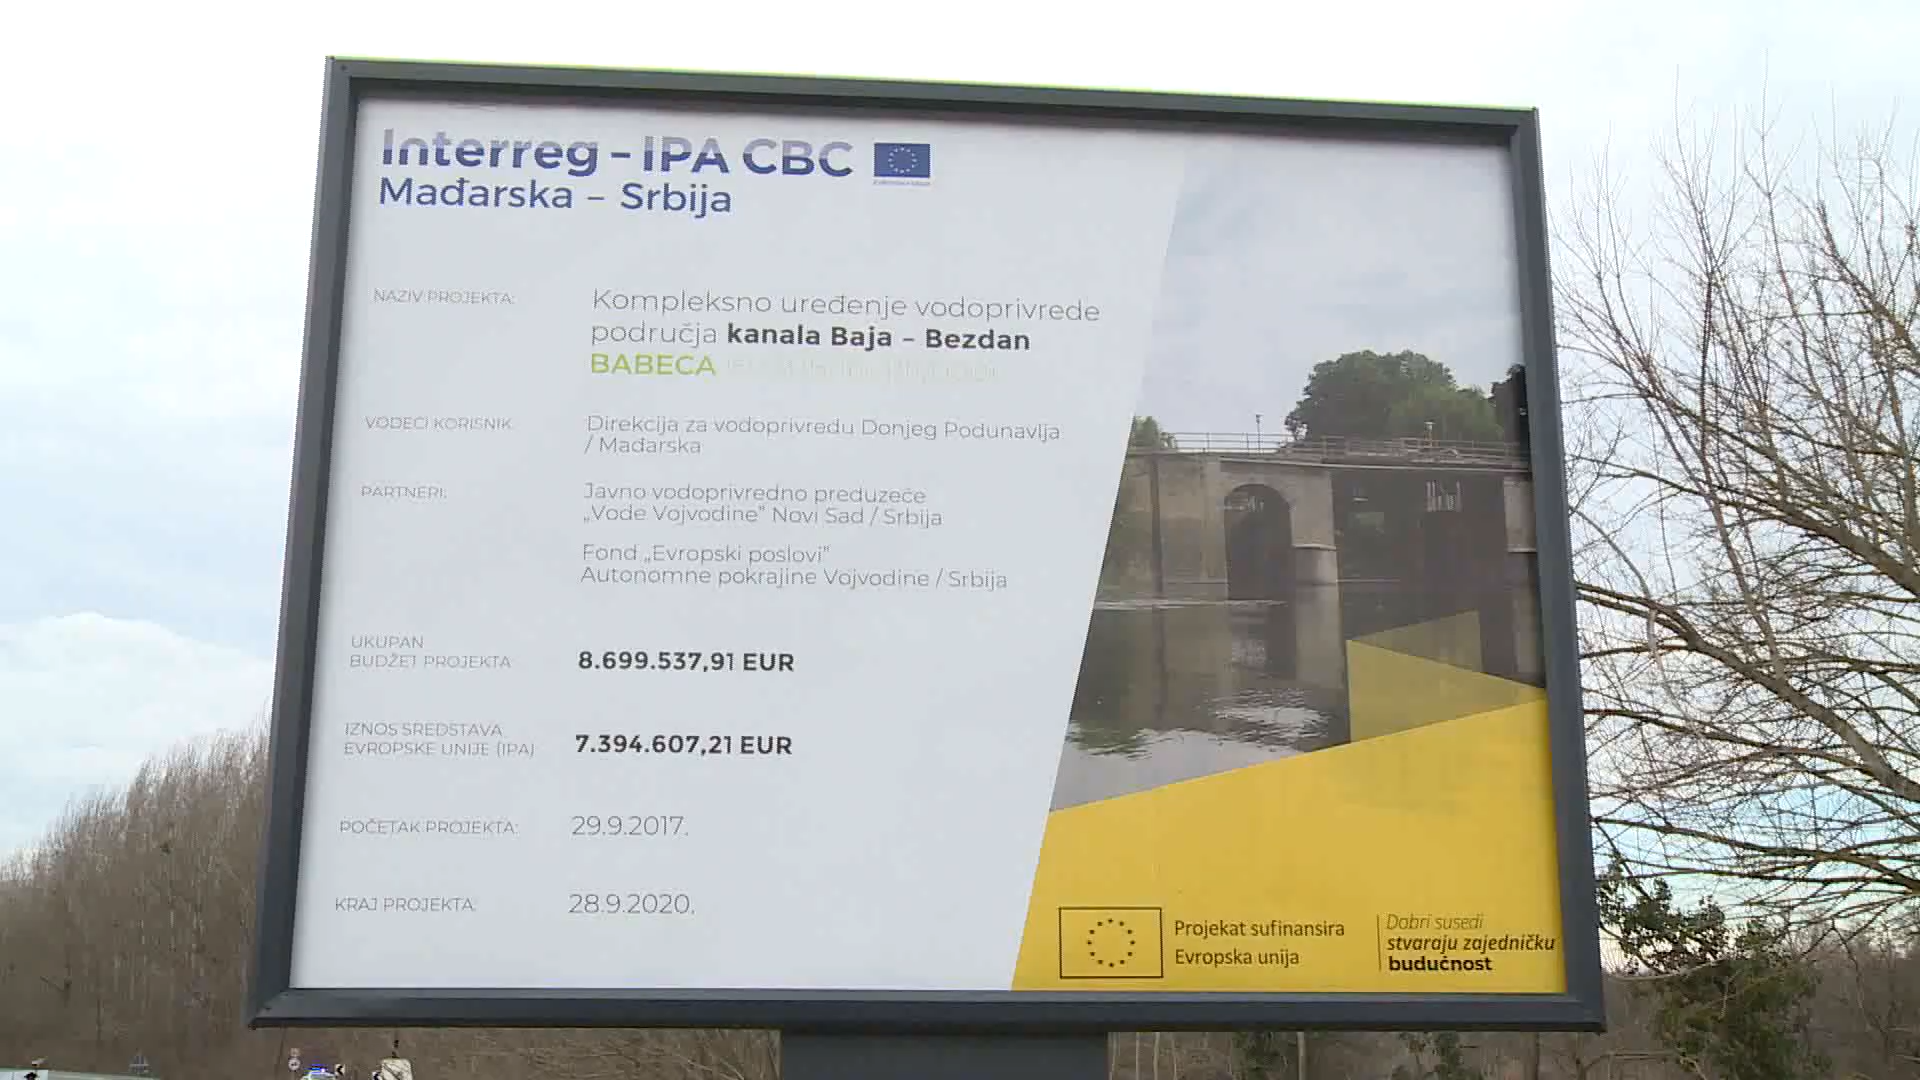 Interreg – IPA CBC
Mađarska – Srbija
NAZIV PROJEKTA:
Kompleksno uređenje vodoprivrede
područja kanala Baja – Bezdan
BABECA
VODEĆI KORISNIK:
Direkcija za vodoprivredu Donjeg Podunavlja
/ Mađarska
PARTNERI:
Javno vodoprivredno preduzeće
„Vode Vojvodine" Novi Sad / Srbija
Fond „Evropski poslovi"
Autonomne pokrajine Vojvodine / Srbija
UKUPAN
BUDŽET PROJEKTA
8.699.537,91 EUR
IZNOS SREDSTAVA
EVROPSKE UNIJE (IPA)
7.394.607,21 EUR
POČETAK PROJEKTA:
29.9.2017.
KRAJ PROJEKTA:
28.9.2020.
Projekat sufinansira
Evropska unija
Dobri susedi
stvaraju zajedničku
budućnost